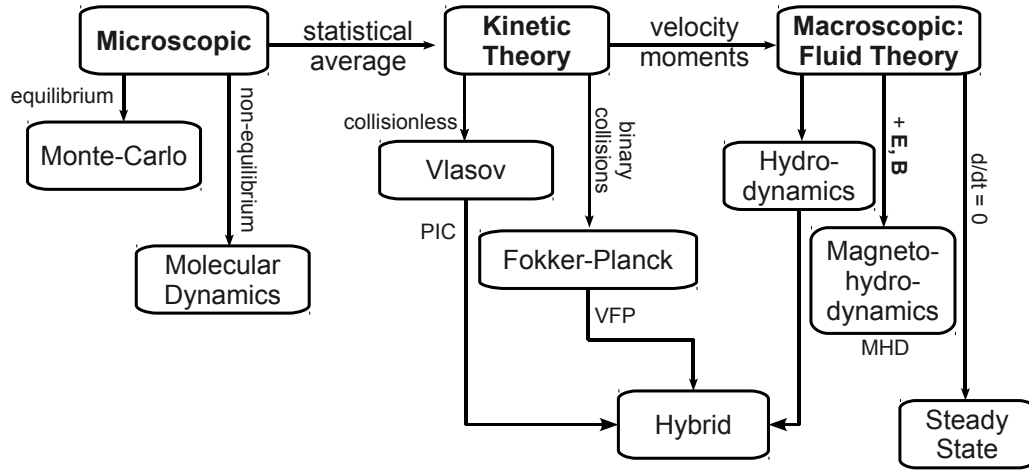 Microscopic
statistical
average
Kinetic
Theory
velocity
moments
Macroscopic:
Fluid Theory
equilibrium
non-equilibrium
Monte-Carlo
collisionless
binary
collisions
Vlasov
Hydro-
dynamics
+ E, B
d/dt = 0
PIC
Molecular
Dynamics
Fokker-Planck
Magneto-
hydro-
dynamics
VFP
MHD
Hybrid
Steady
State